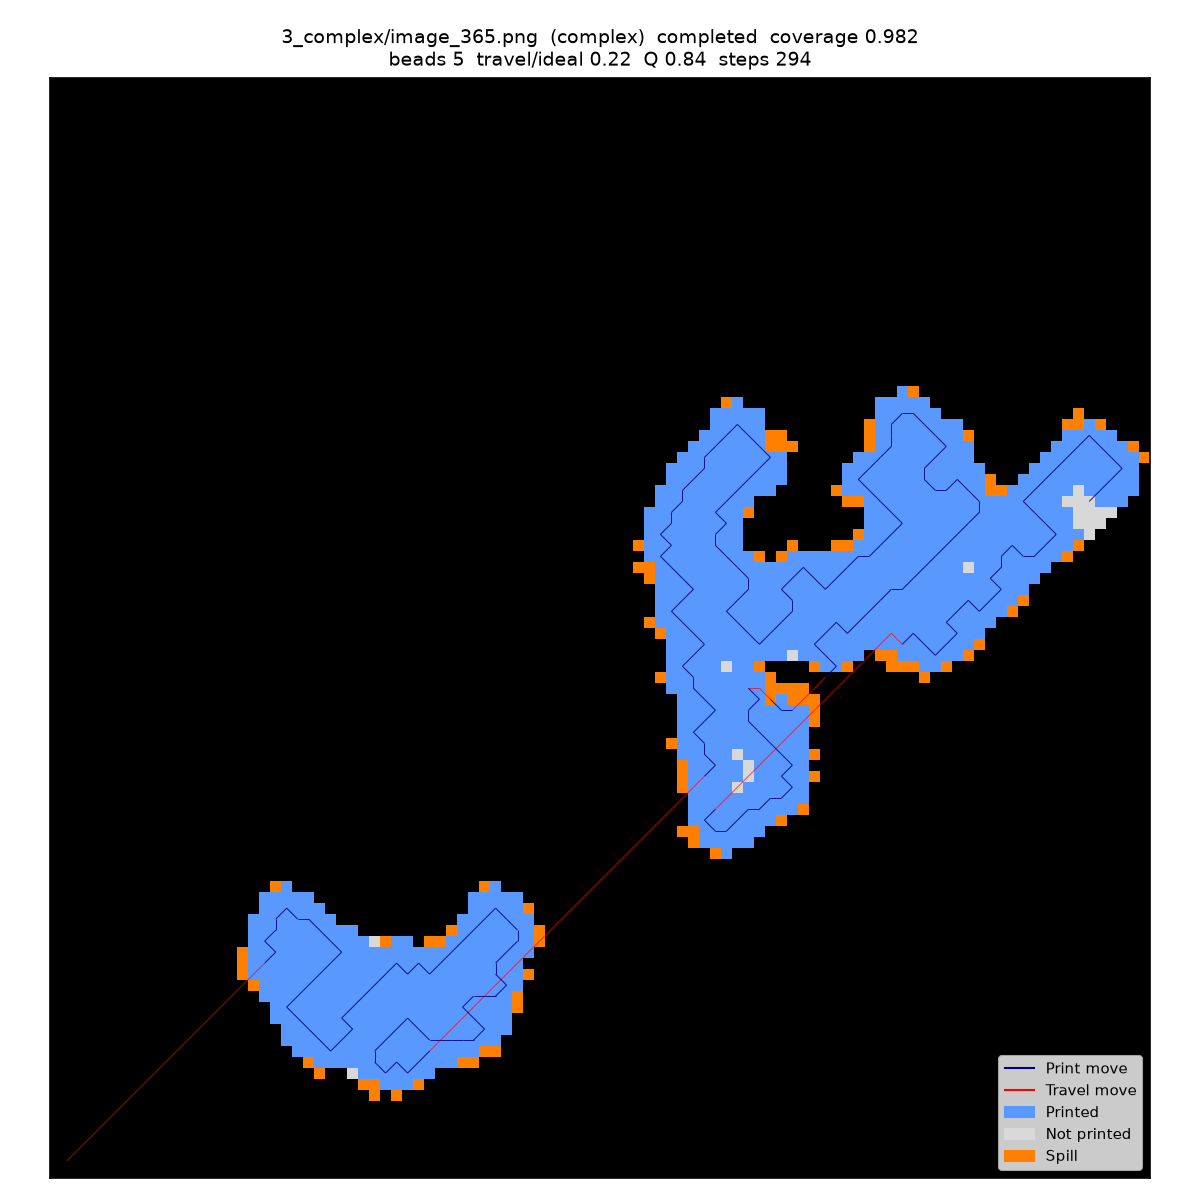 3_complex/image_365.png  (complex)  completed  coverage 0.982
beads 5  travel/ideal 0.22  Q 0.84  steps 294
Print move
Travel move
Printed
Not printed
Spill